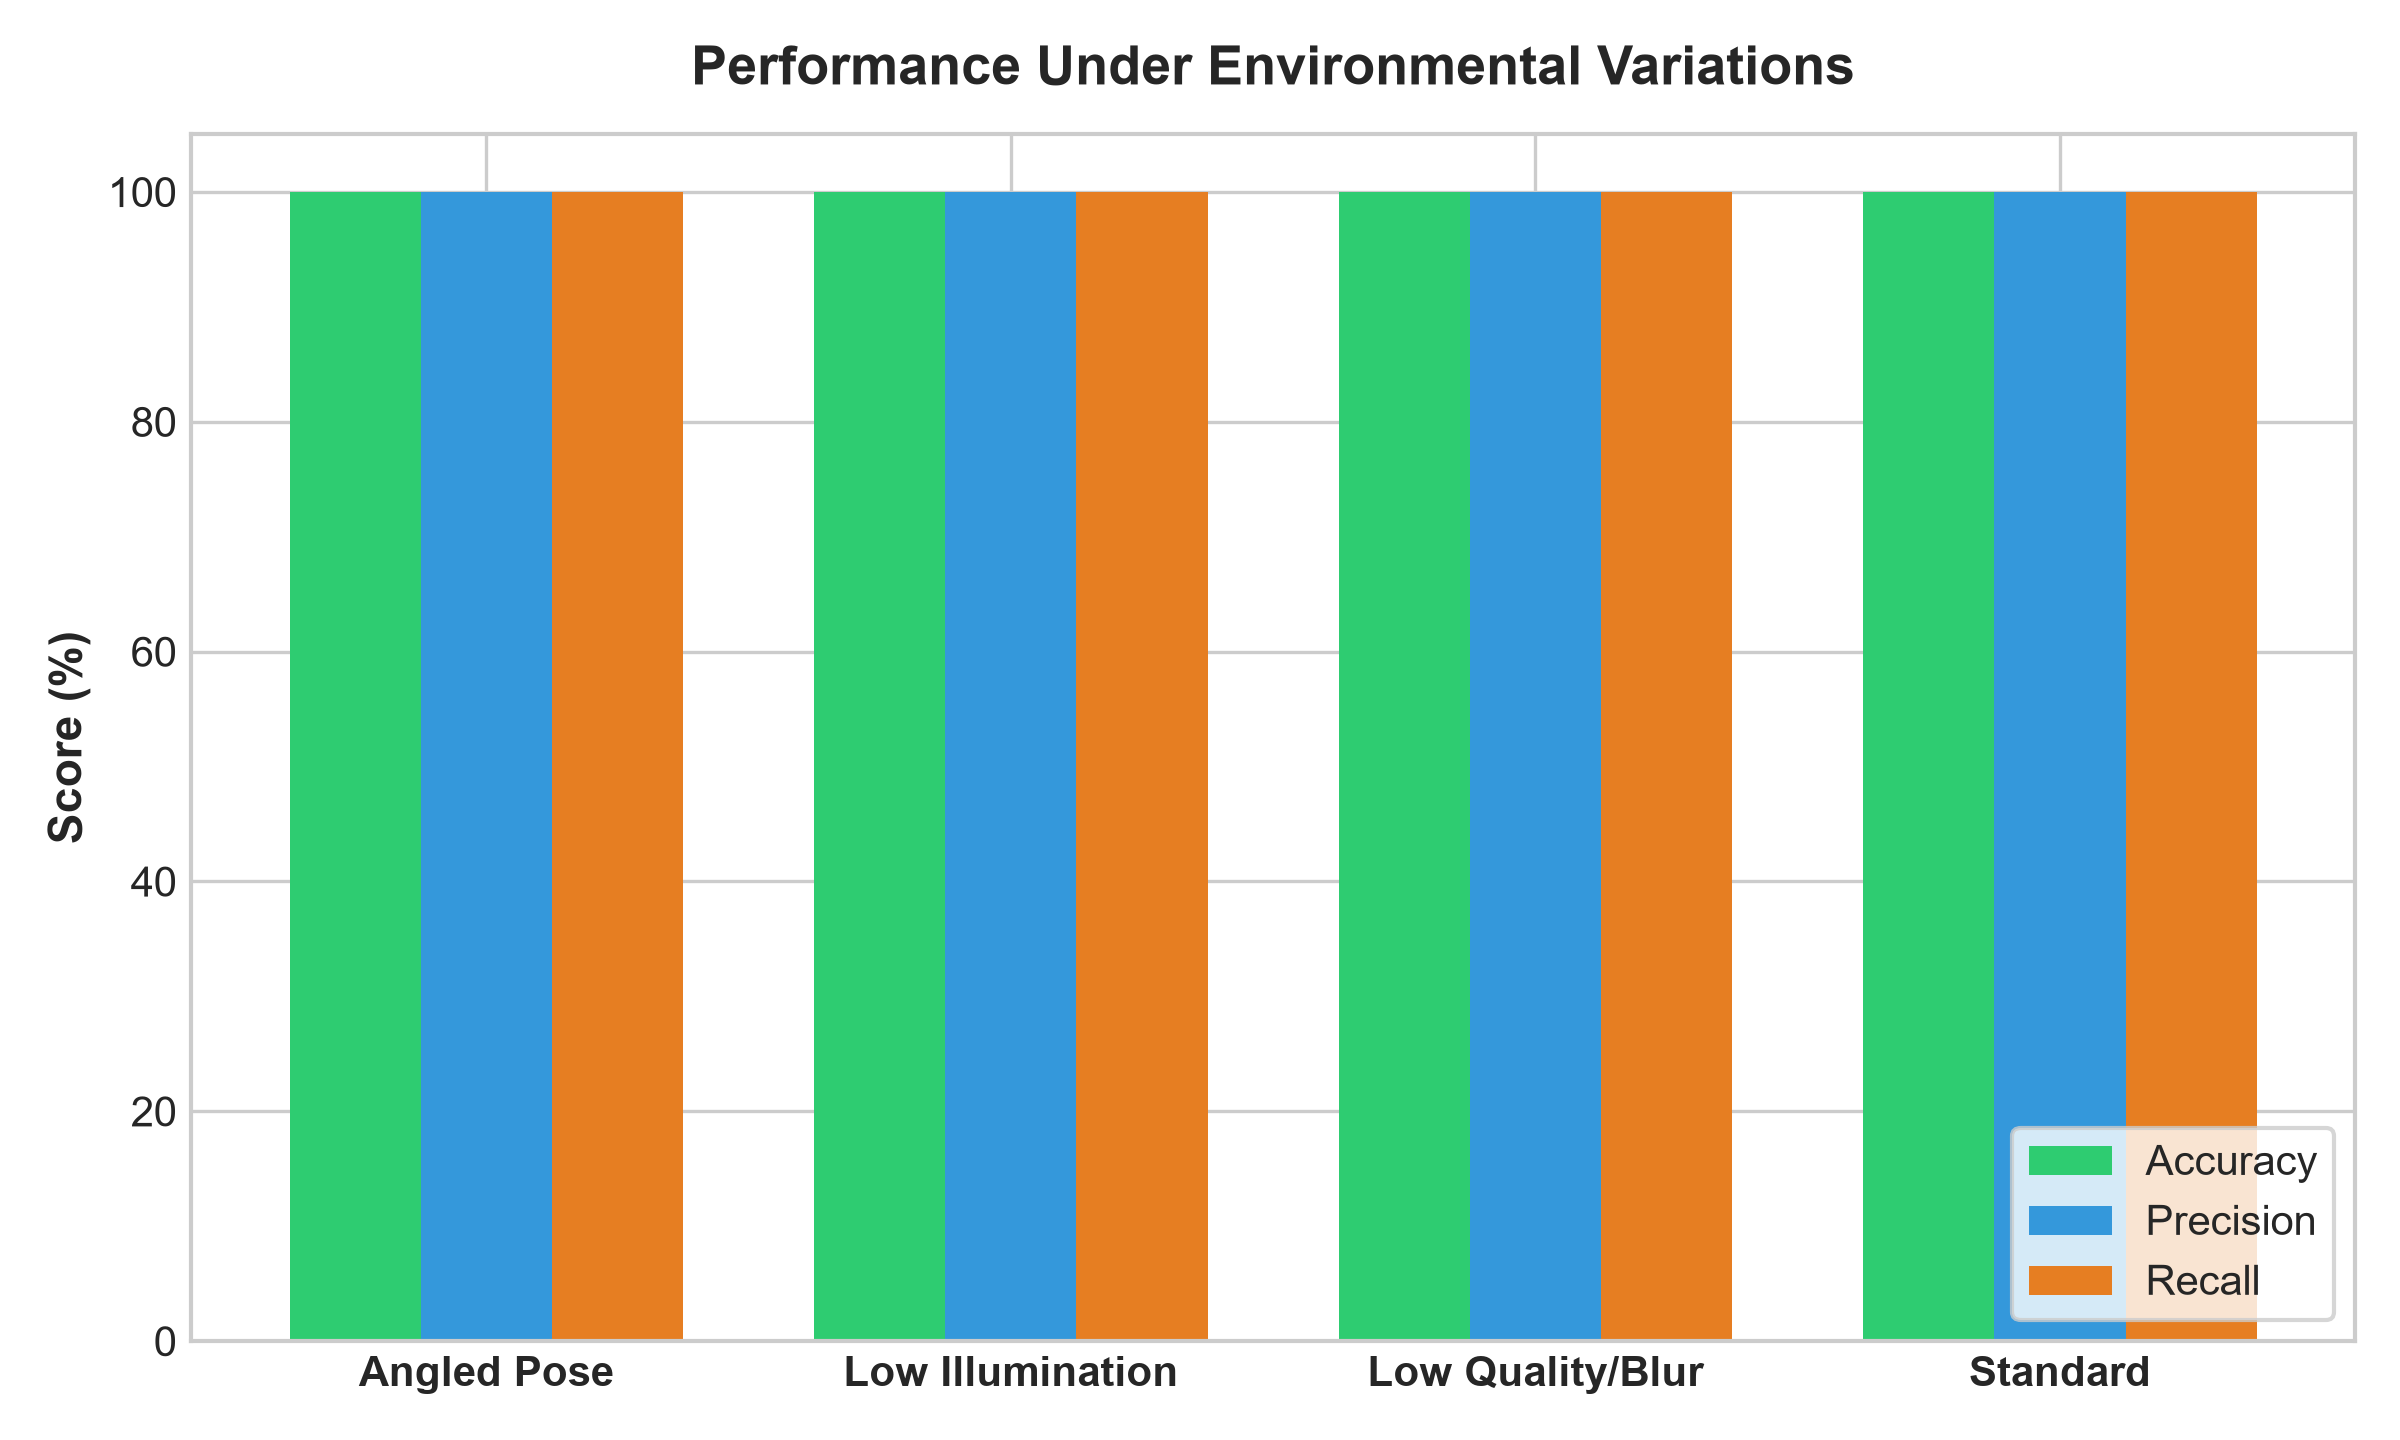 Performance Under Environmental Variations
Score (%)
100
80
60
40
20
0
Angled Pose
Low Illumination
Low Quality/Blur
Standard
Accuracy
Precision
Recall